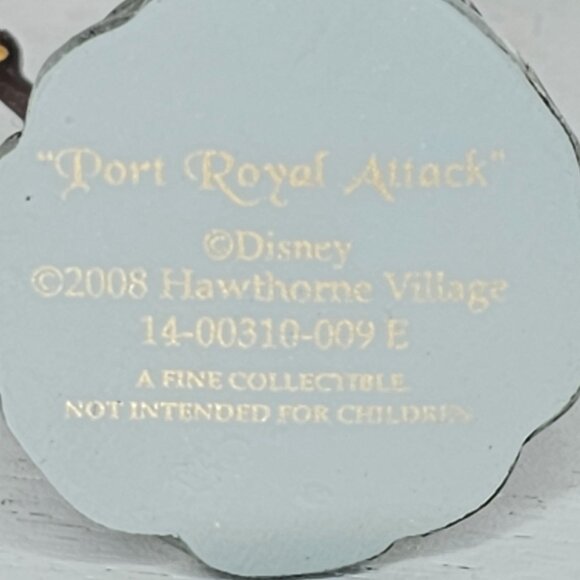 "Port Royal Attack"
©Disney
©2008 Hawthorne Village
14-00310-009 E
A FINE COLLECTIBLE.
NOT INTENDED FOR CHILDREN